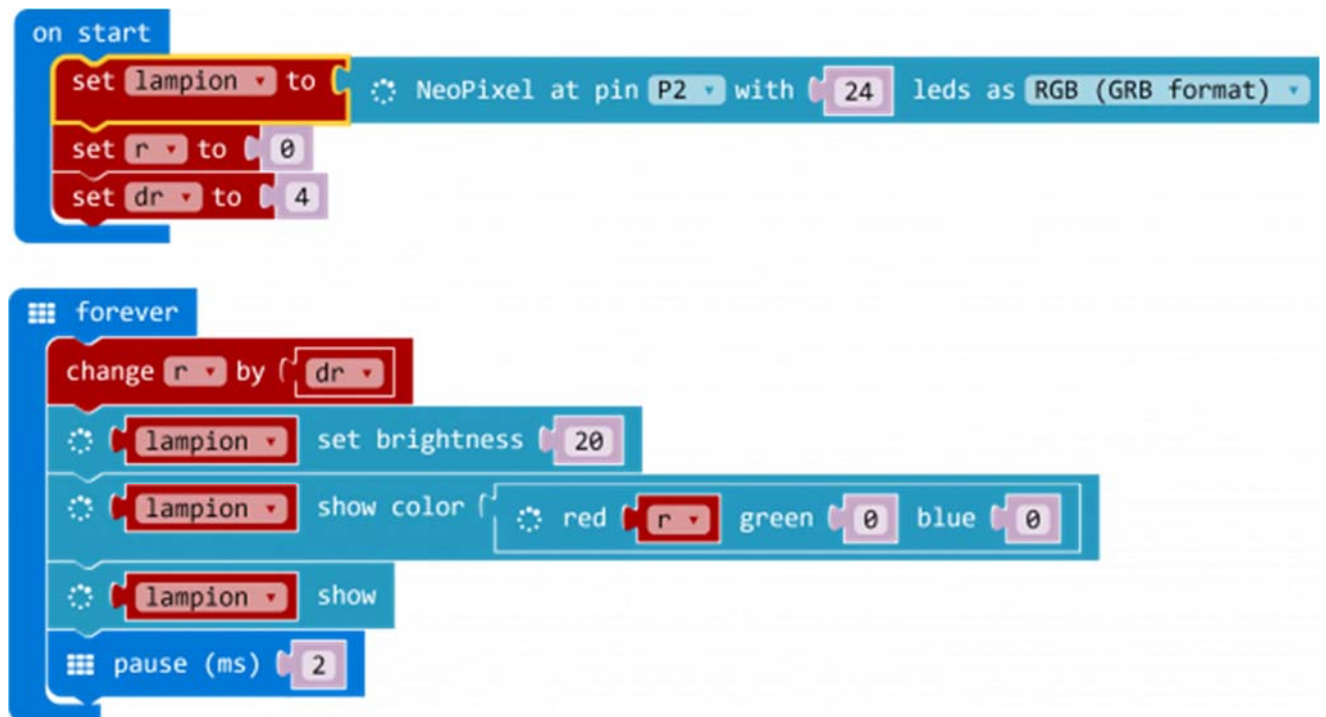 on start
set lampion to NeoPixel at pin P2 with 24 leds as RGB (GRB format)
set r to 0
set dr to 4
forever
change r by dr
lampion set brightness 20
lampion show color red r green 0 blue 0
lampion show
pause (ms) 2